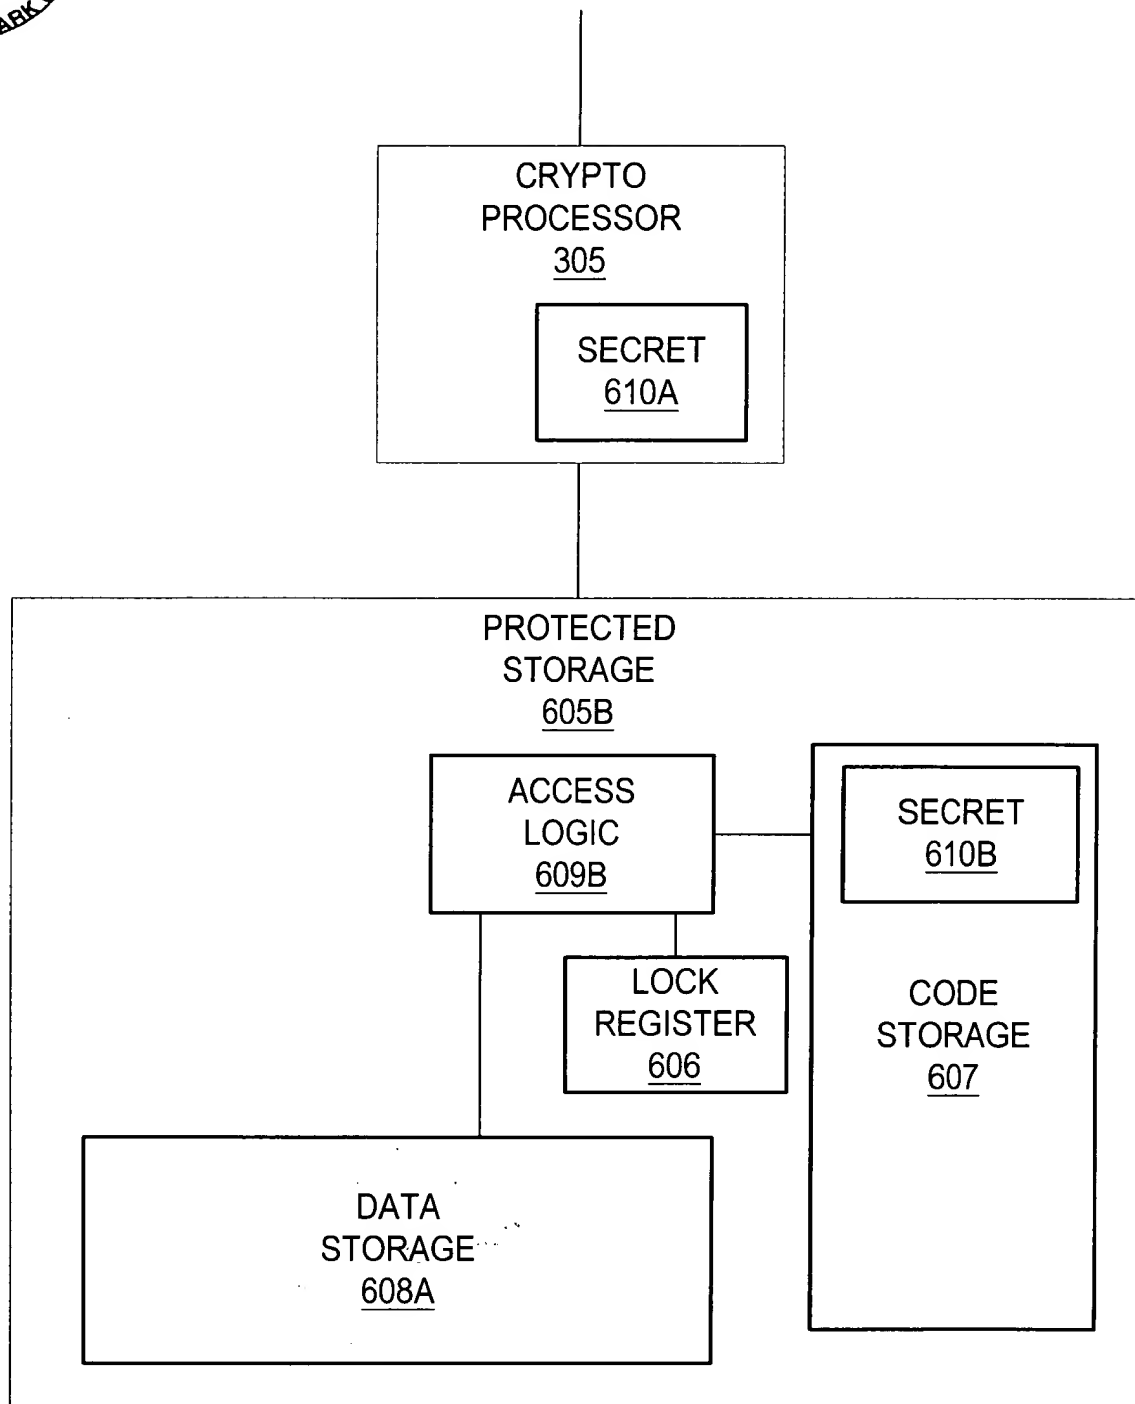 ARK
CRYPTO
PROCESSOR
305
SECRET
610A
PROTECTED
STORAGE
605B
ACCESS
LOGIC
609B
SECRET
610B
LOCK
REGISTER
606
CODE
STORAGE
607
DATA
STORAGE
608A